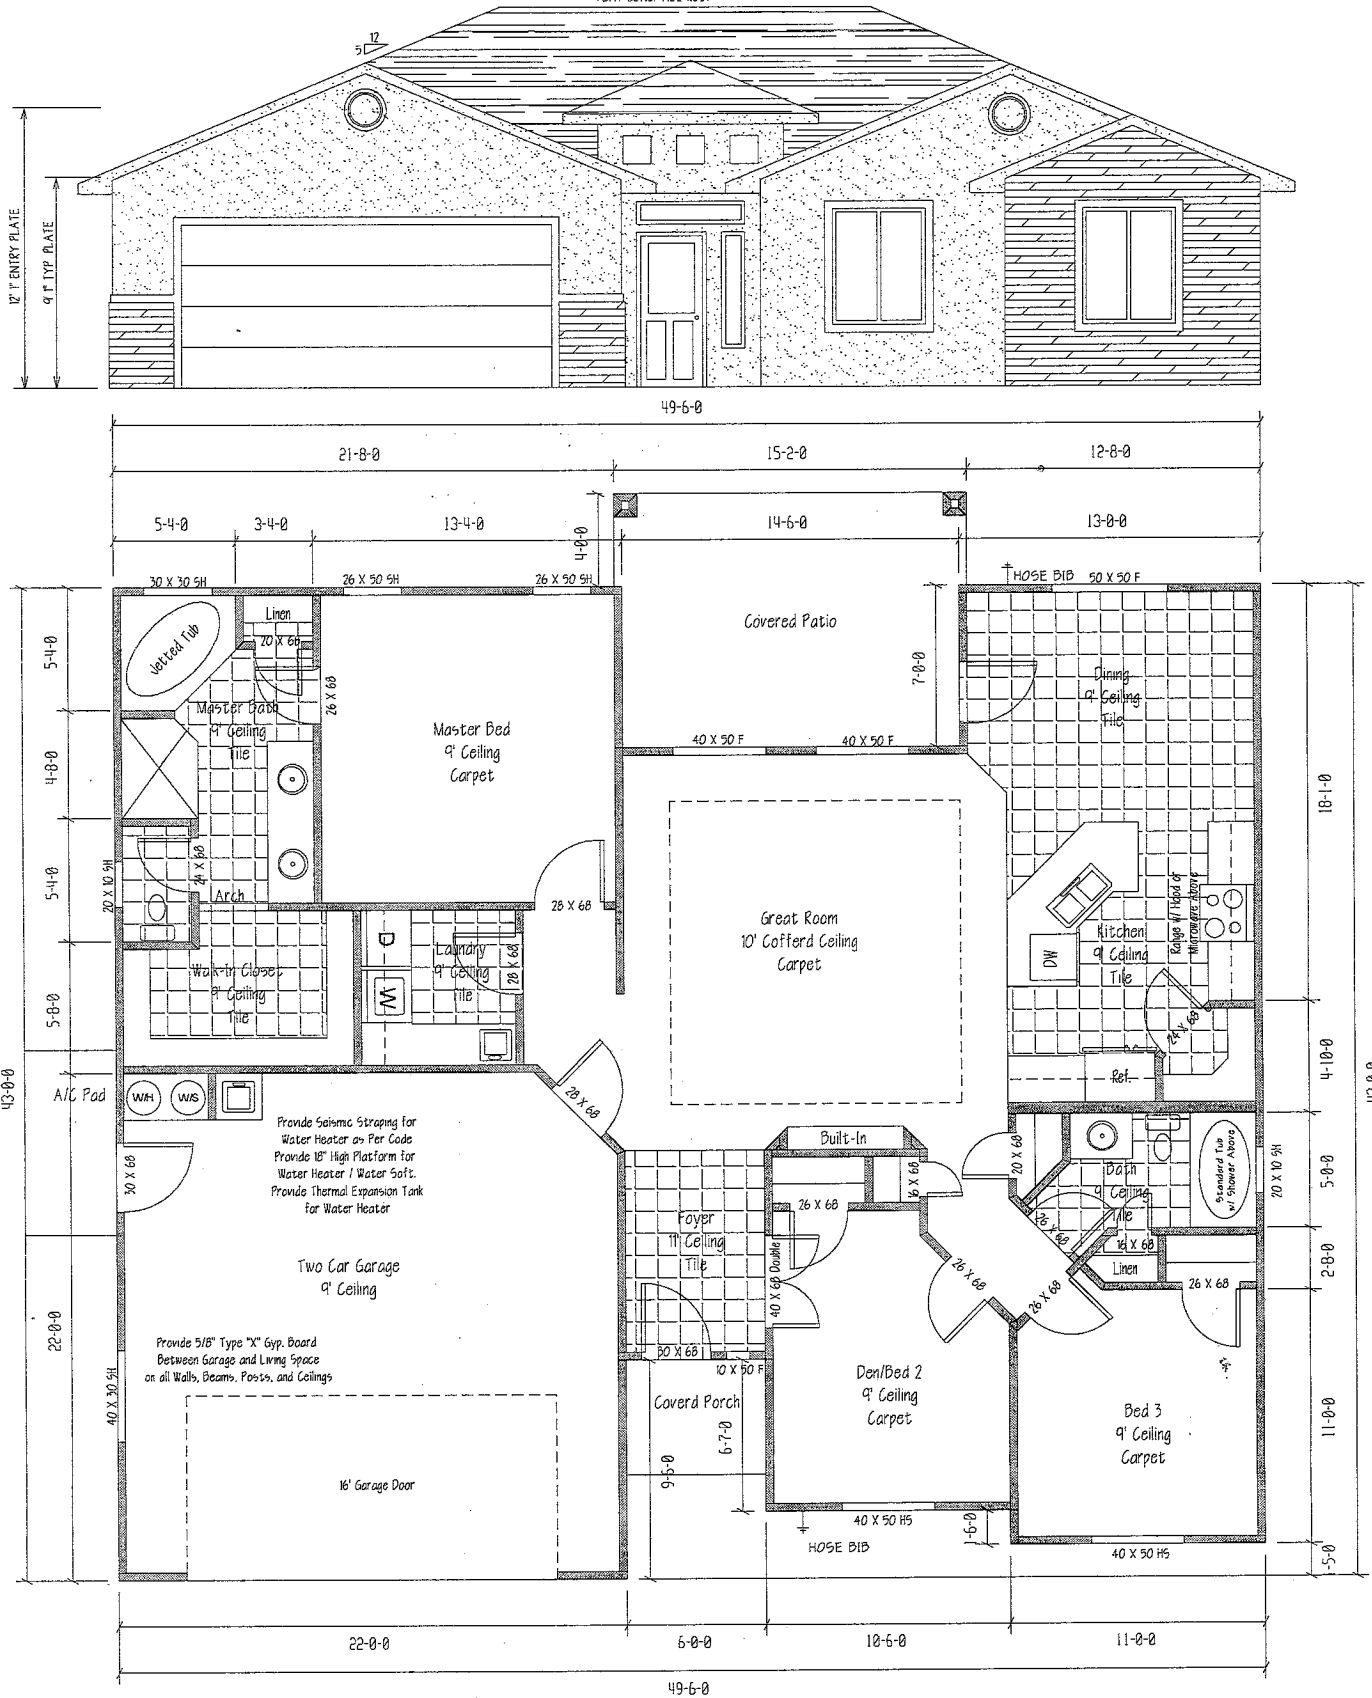 12
5
12' 1" ENTRY PLATE
9' 1" TYP PLATE
49-6-0
21-8-0
15-2-0
12-8-0
5-4-0
3-4-0
13-4-0
4-0-0
14-6-0
13-0-0
30 X 30 SH
26 X 50 SH
26 X 50 SH
HOSE BIB
50 X 50 F
Jetted Tub
Linen
20 X 68
26 X 68
Master Bath
9' Ceiling
Tile
Master Bed
9' Ceiling
Carpet
Covered Patio
7-0-0
40 X 50 F
40 X 50 F
Dining
9' Ceiling
Tile
5-4-0
4-8-0
5-4-0
5-8-0
43-0-0
22-0-0
20 X 10 SH
24 X 68
Arch
28 X 68
Walk-In Closet
9' Ceiling
Tile
D
W
Laundry
9' Ceiling
Tile
28 X 68
Great Room
10' Cofferd Ceiling
Carpet
Kitchen
9' Ceiling
Tile
DW
Range W/ Hood or
Microwave Above
24 X 68
Ref.
18-1-0
4-10-0
5-0-0
2-8-0
11-0-0
1-5-0
A/C Pad
W/H
W/S
28 X 68
Provide Seismic Straping for
Water Heater as Per Code
Provide 18" High Platform for
Water Heater / Water Soft.
Provide Thermal Expansion Tank
for Water Heater
30 X 68
Built-In
16 X 68
20 X 68
26 X 68
Bath
9' Ceiling
Tile
Standard Tub
w/ Shower Above
20 X 10 SH
Foyer
11' Ceiling
Tile
40 X 68 Double
26 X 68
26 X 68
26 X 68
16 X 68
Linen
26 X 68
Two Car Garage
9' Ceiling
Provide 5/8" Type "X" Gyp. Board
Between Garage and Living Space
on all Walls, Beams, Posts, and Ceilings
40 X 30 SH
30 X 68
10 X 50 F
Coverd Porch
6-7-0
9-6-0
Den/Bed 2
9' Ceiling
Carpet
Bed 3
9' Ceiling
Carpet
16' Garage Door
40 X 50 HS
HOSE BIB
1-6-0
40 X 50 HS
22-0-0
6-0-0
10-6-0
11-0-0
49-6-0